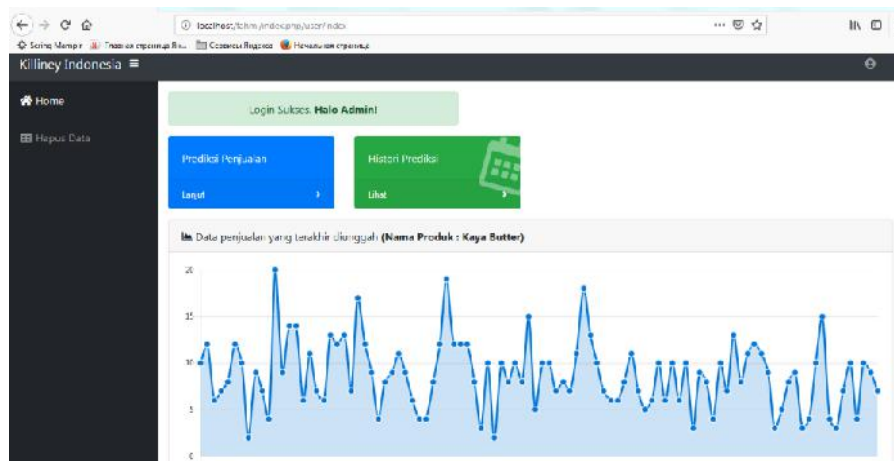 localhost/fahmi/index.php/user/index
Killiney Indonesia
Home
Hapus Data
Login Sukses. Halo Admin!
Prediksi Penjualan
Lanjut
Histori Prediksi
Lihat
Data penjualan yang terakhir diunggah (Nama Produk : Kaya Butter)
20
15
10
5
0